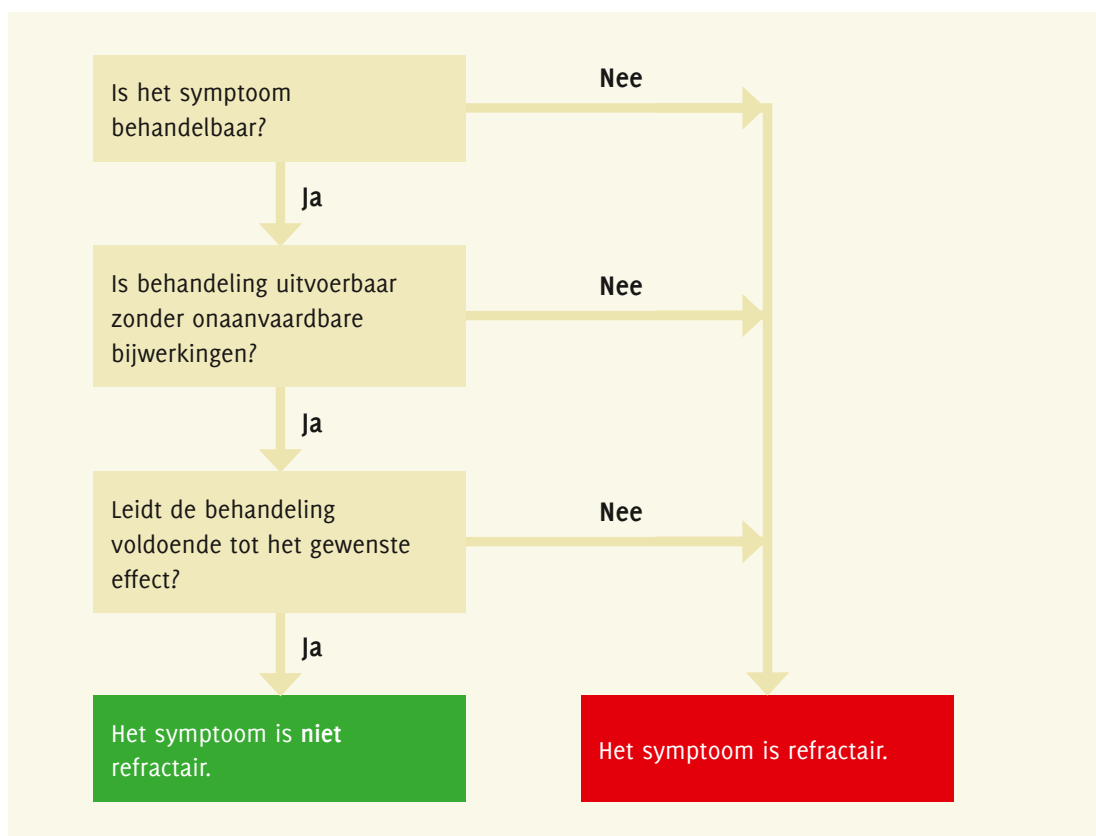 Is het symptoom
behandelbaar?
Nee
Ja
Is behandeling uitvoerbaar
zonder onaanvaardbare
bijwerkingen?
Nee
Ja
Leidt de behandeling
voldoende tot het gewenste
effect?
Nee
Ja
Het symptoom is niet
refractair.
Het symptoom is refractair.